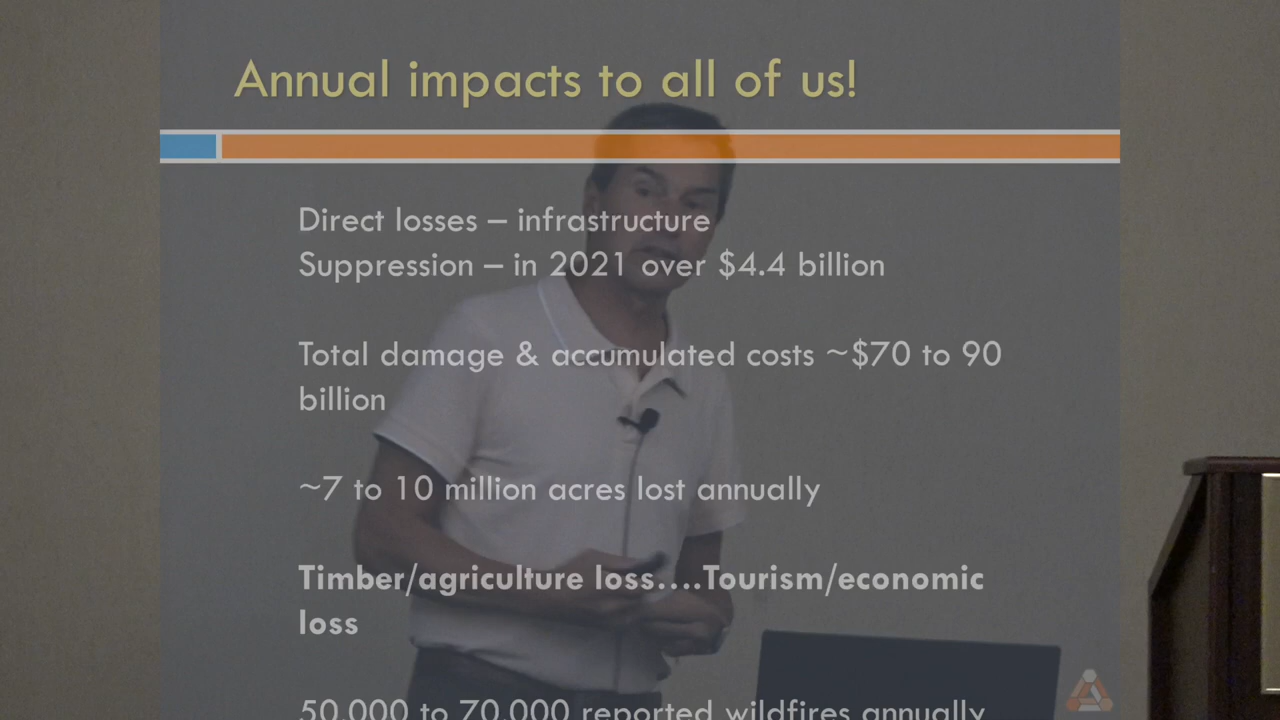 Annual impacts to all of us!
Direct losses – infrastructure
Suppression – in 2021 over $4.4 billion
Total damage & accumulated costs ~$70 to 90
billion
~7 to 10 million acres lost annually
Timber/agriculture loss....Tourism/economic
loss
50,000 to 70,000 reported wildfires annually